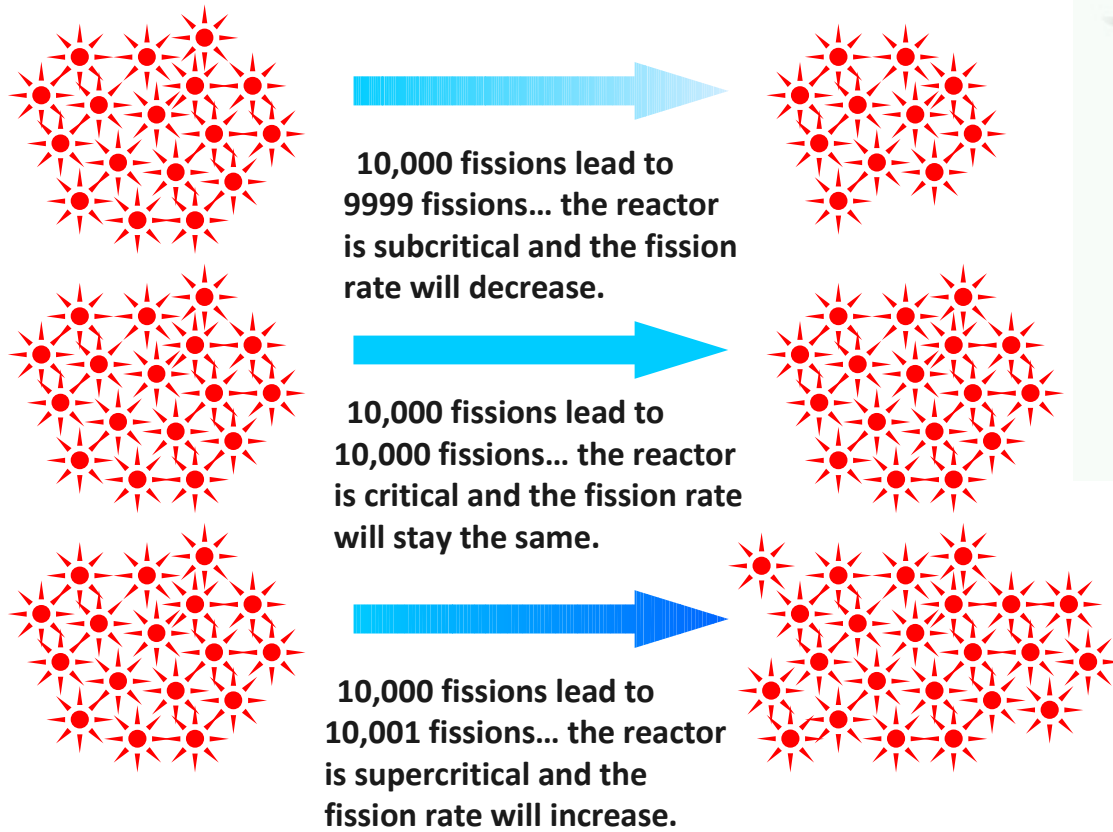 10,000 fissions lead to
9999 fissions… the reactor
is subcritical and the fission
rate will decrease.
10,000 fissions lead to
10,000 fissions… the reactor
is critical and the fission rate
will stay the same.
10,000 fissions lead to
10,001 fissions… the reactor
is supercritical and the
fission rate will increase.